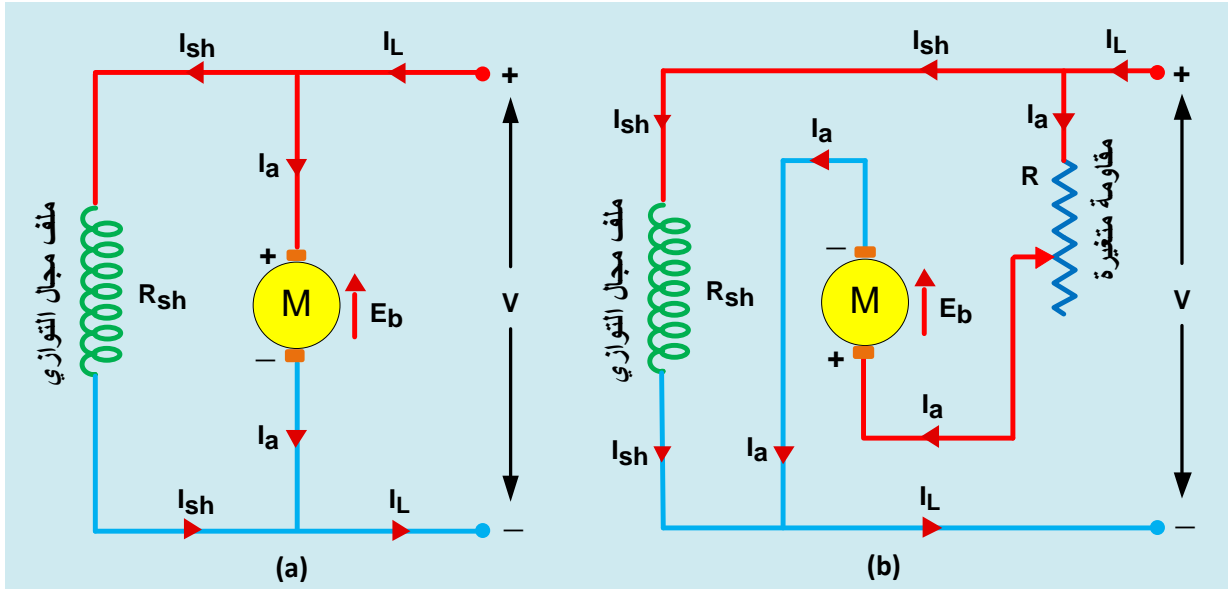 Ish
IL
+
Ia
ملف مجال التوازي
Rsh
+
M
Eb
–
V
Ia
Ish
IL
–
(a)
Ish
IL
+
Ish
Ia
Ia
R
مقاومة متغيرة
ملف مجال التوازي
Rsh
–
M
Eb
+
V
Ia
Ish
Ia
IL
–
(b)